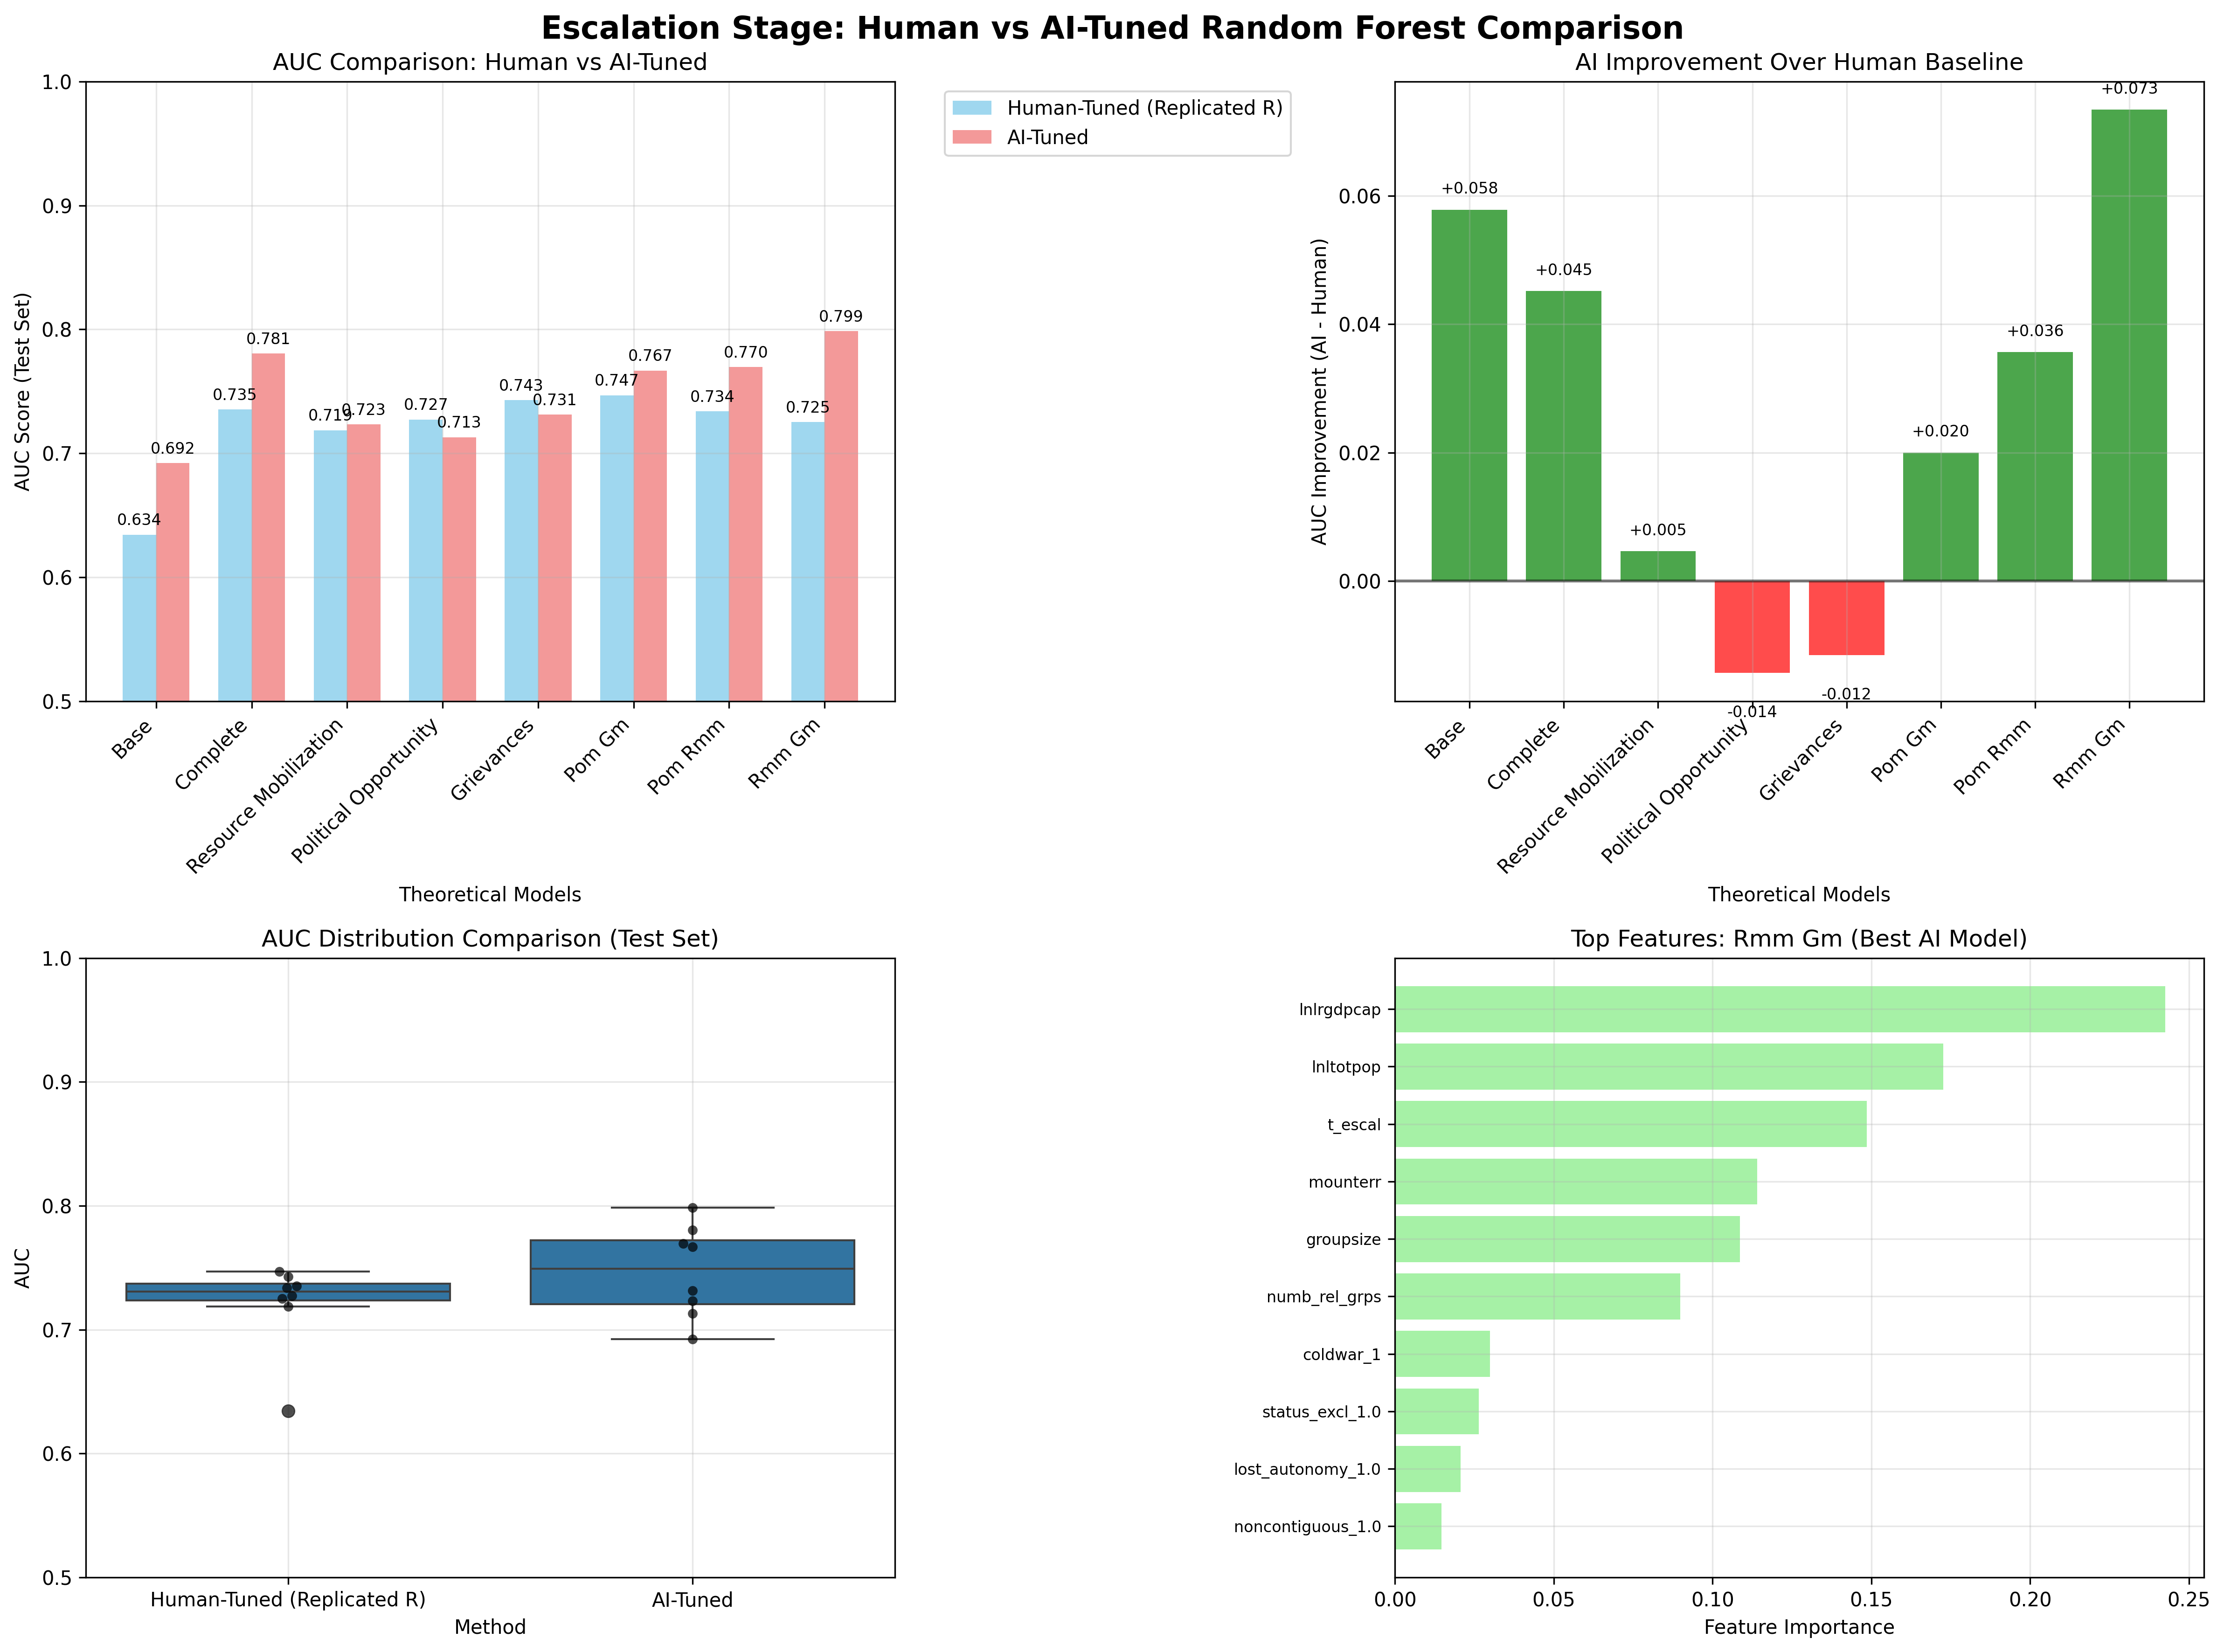 Escalation Stage: Human vs AI-Tuned Random Forest Comparison
AUC Comparison: Human vs AI-Tuned
AUC Score (Test Set)
1.0
0.9
0.8
0.7
0.6
0.5
0.634
0.692
0.735
0.781
0.719
0.723
0.727
0.713
0.743
0.731
0.747
0.767
0.734
0.770
0.725
0.799
Base
Complete
Resource Mobilization
Political Opportunity
Grievances
Pom Gm
Pom Rmm
Rmm Gm
Theoretical Models
Human-Tuned (Replicated R)
AI-Tuned
AI Improvement Over Human Baseline
AUC Improvement (AI - Human)
0.06
0.04
0.02
0.00
+0.058
+0.045
+0.005
-0.014
-0.012
+0.020
+0.036
+0.073
Base
Complete
Resource Mobilization
Political Opportunity
Grievances
Pom Gm
Pom Rmm
Rmm Gm
Theoretical Models
AUC Distribution Comparison (Test Set)
AUC
1.0
0.9
0.8
0.7
0.6
0.5
Human-Tuned (Replicated R)
AI-Tuned
Method
Top Features: Rmm Gm (Best AI Model)
lnlrgdpcap
lnltotpop
t_escal
mounterr
groupsize
numb_rel_grps
coldwar_1
status_excl_1.0
lost_autonomy_1.0
noncontiguous_1.0
0.00
0.05
0.10
0.15
0.20
0.25
Feature Importance